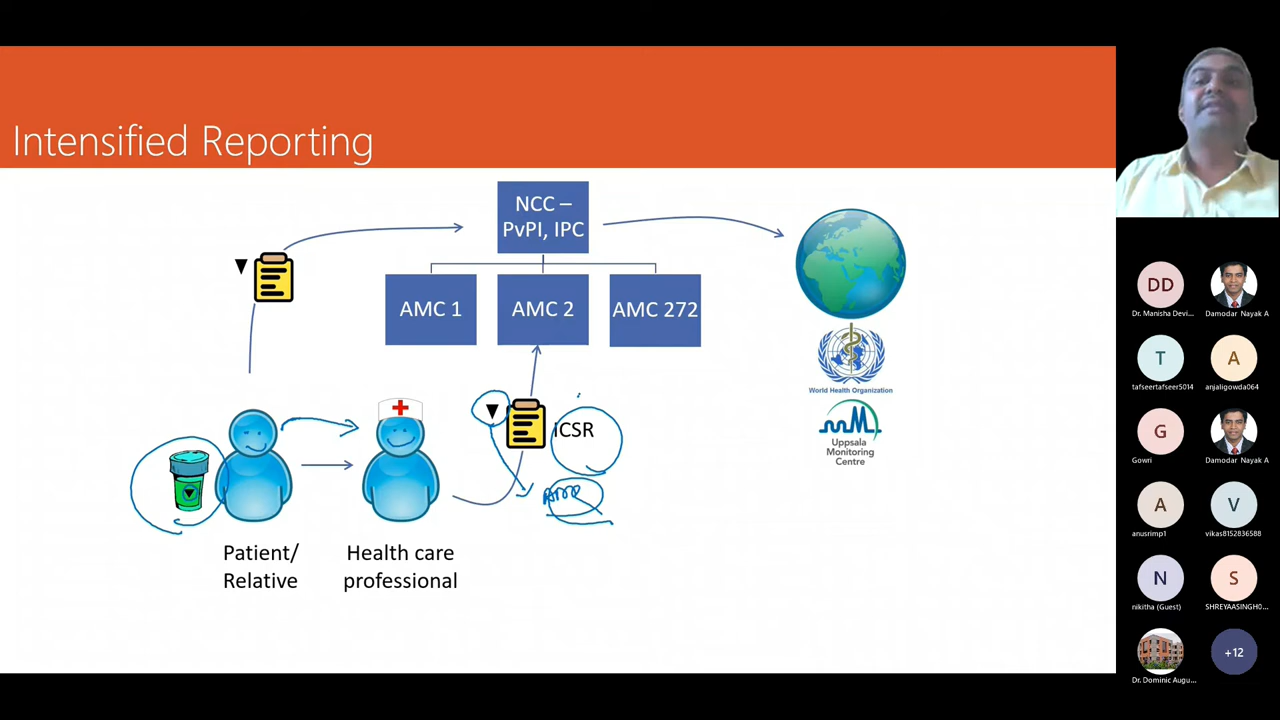 Intensified Reporting
NCC –
PvPI, IPC
AMC 1
AMC 2
AMC 272
World Health Organization
iCSR
Uppsala
Monitoring
Centre
Patient/
Relative
Health care
professional
DD
Dr. Manisha Devi...
Damodar Nayak A
T
tafseertafseer5014
A
anjaligowda064
G
Gowri
Damodar Nayak A
A
anusrimp1
V
vikas8152836588
N
nikitha (Guest)
S
SHREYAASINGH0...
Dr. Dominic Augu...
+12